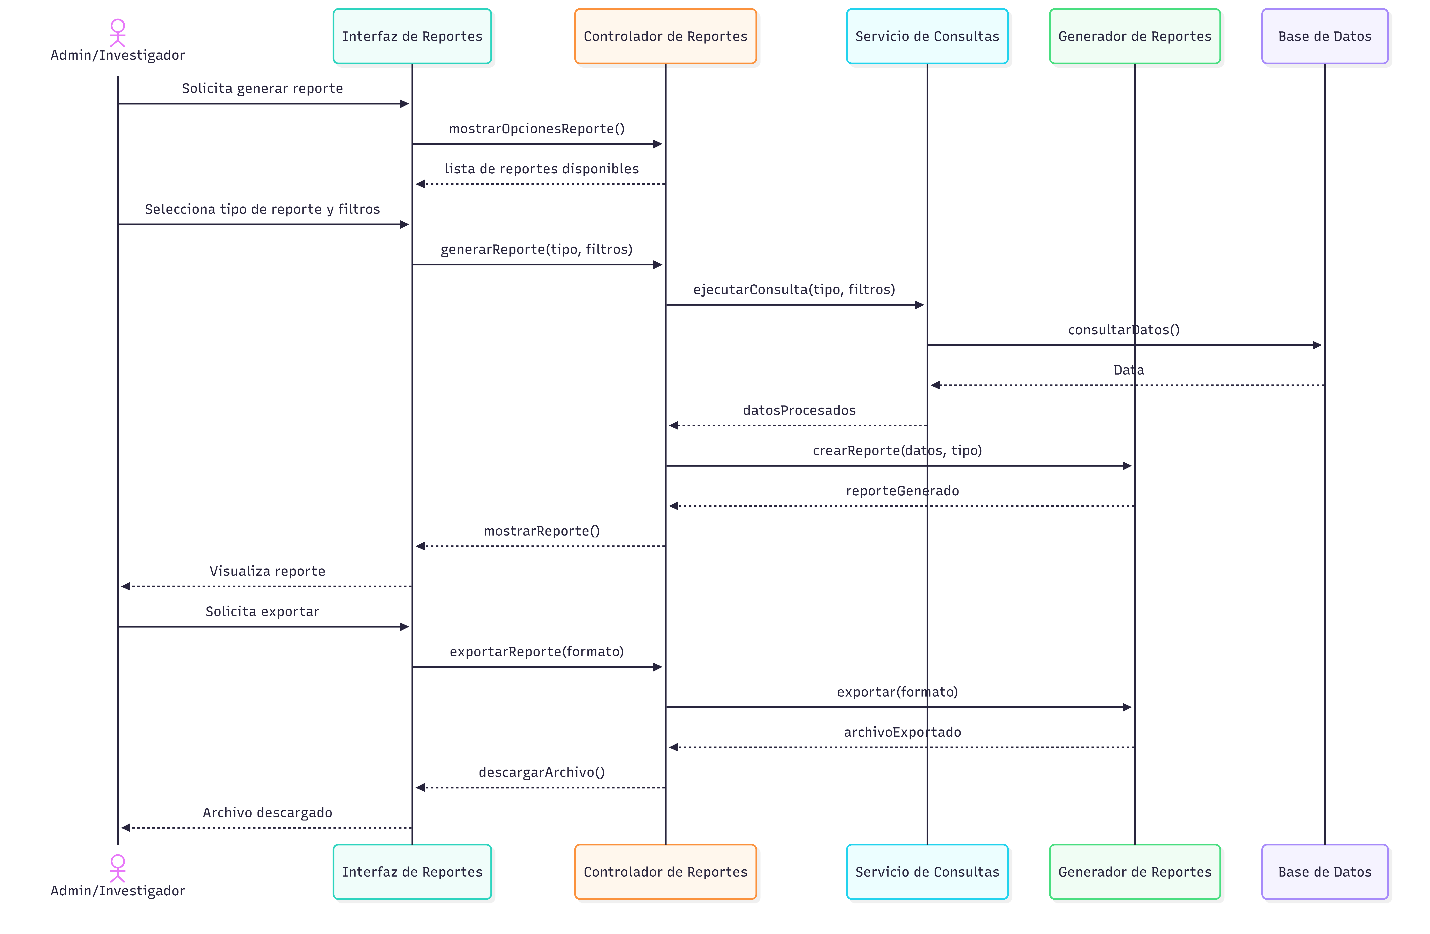 Admin/Investigador
Interfaz de Reportes
Controlador de Reportes
Servicio de Consultas
Generador de Reportes
Base de Datos
Solicita generar reporte
mostrarOpcionesReporte()
lista de reportes disponibles
Selecciona tipo de reporte y filtros
generarReporte(tipo, filtros)
ejecutarConsulta(tipo, filtros)
consultarDatos()
Data
datosProcesados
crearReporte(datos, tipo)
reporteGenerado
mostrarReporte()
Visualiza reporte
Solicita exportar
exportarReporte(formato)
exportar(formato)
archivoExportado
descargarArchivo()
Archivo descargado
Admin/Investigador
Interfaz de Reportes
Controlador de Reportes
Servicio de Consultas
Generador de Reportes
Base de Datos